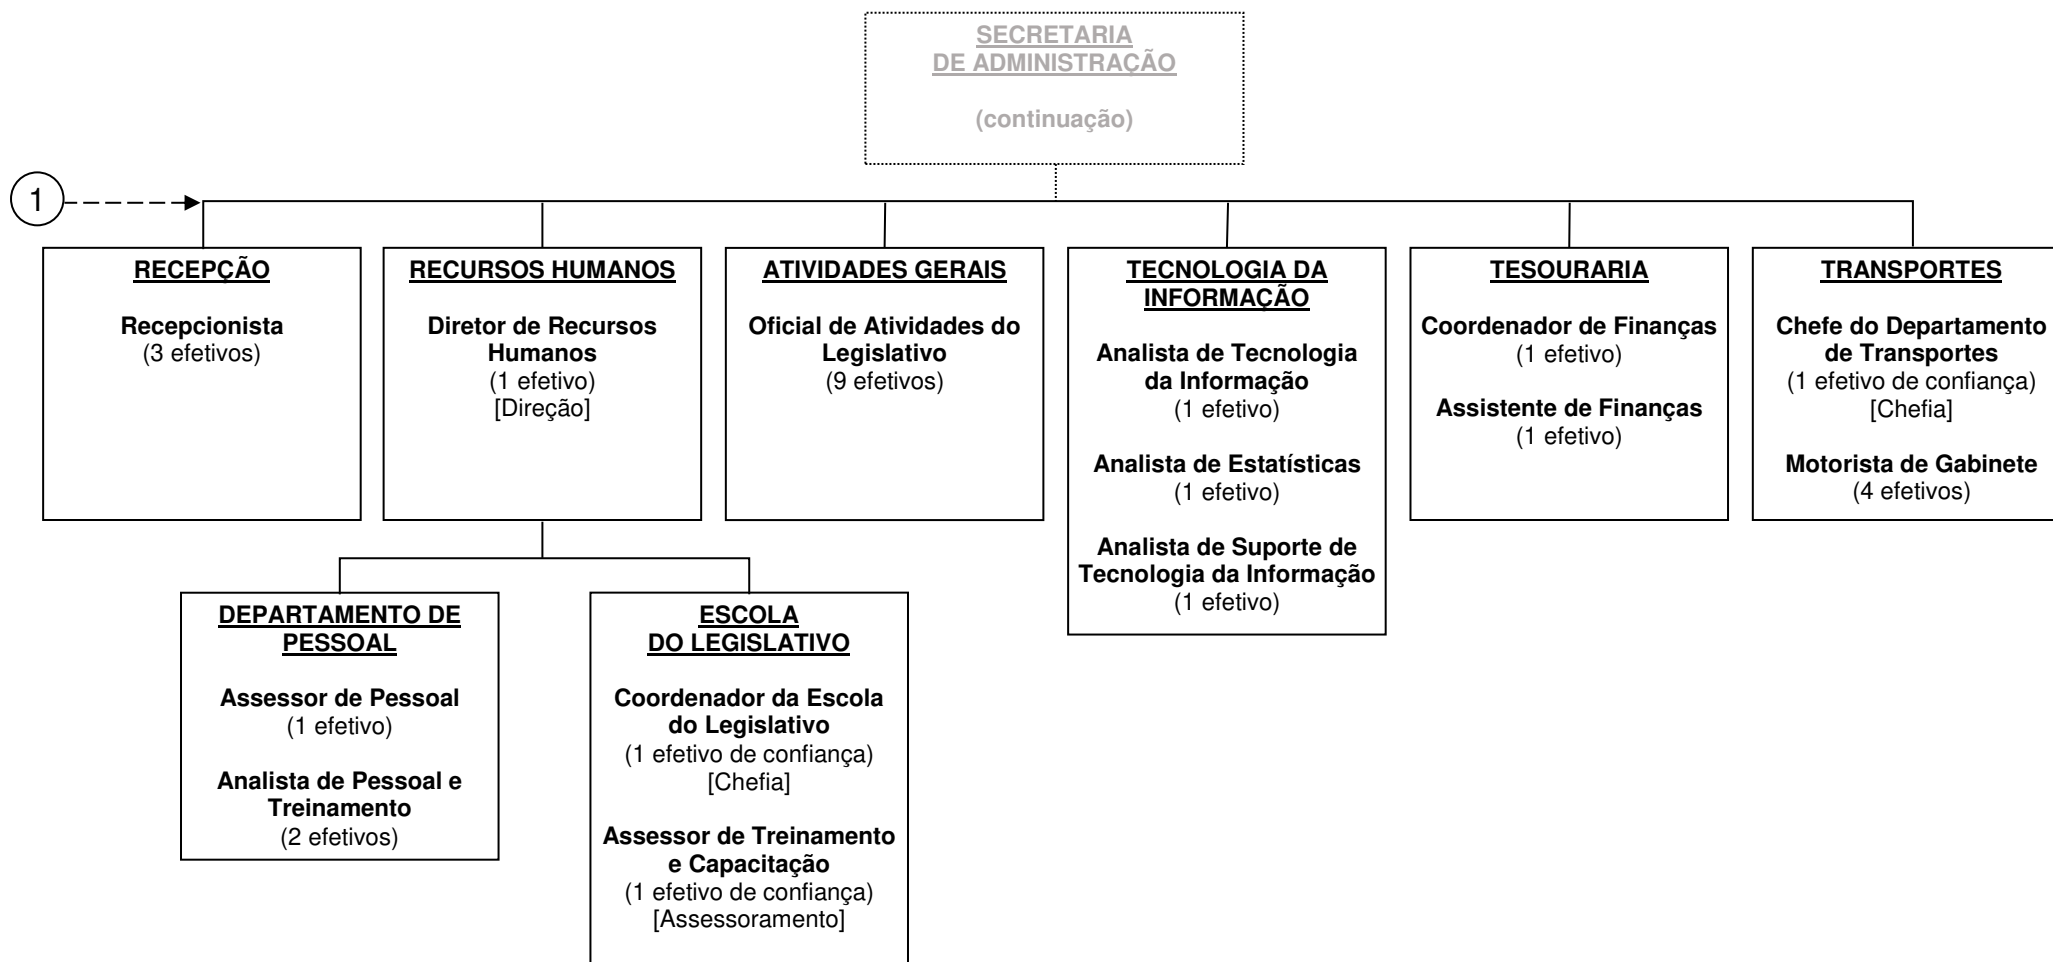 SECRETARIA
DE ADMINISTRAÇÃO
(continuação)
1
RECEPÇÃO
Recepcionista
(3 efetivos)
RECURSOS HUMANOS
Diretor de Recursos
Humanos
(1 efetivo)
[Direção]
ATIVIDADES GERAIS
Oficial de Atividades do
Legislativo
(9 efetivos)
TECNOLOGIA DA
INFORMAÇÃO
Analista de Tecnologia
da Informação
(1 efetivo)
Analista de Estatísticas
(1 efetivo)
Analista de Suporte de
Tecnologia da Informação
(1 efetivo)
TESOURARIA
Coordenador de Finanças
(1 efetivo)
Assistente de Finanças
(1 efetivo)
TRANSPORTES
Chefe do Departamento
de Transportes
(1 efetivo de confiança)
[Chefia]
Motorista de Gabinete
(4 efetivos)
DEPARTAMENTO DE
PESSOAL
Assessor de Pessoal
(1 efetivo)
Analista de Pessoal e
Treinamento
(2 efetivos)
ESCOLA
DO LEGISLATIVO
Coordenador da Escola
do Legislativo
(1 efetivo de confiança)
[Chefia]
Assessor de Treinamento
e Capacitação
(1 efetivo de confiança)
[Assessoramento]